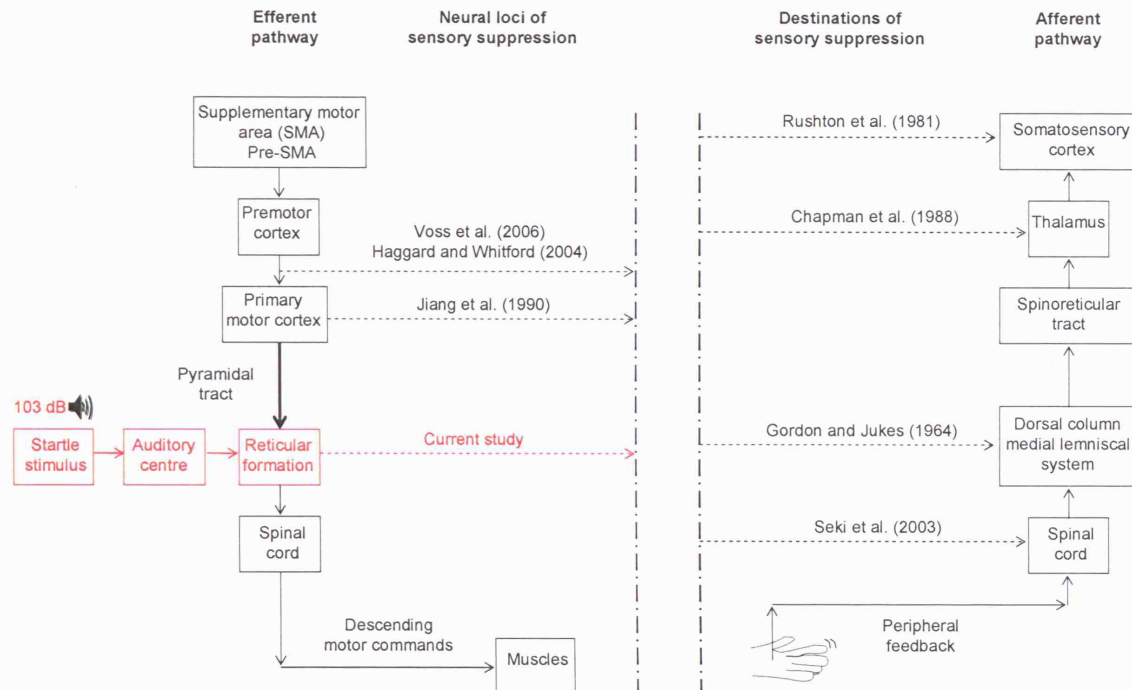 Efferent
pathway
Neural loci of
sensory suppression
Destinations of
sensory suppression
Afferent
pathway
Supplementary motor
area (SMA)
Pre-SMA
Rushton et al. (1981)
Somatosensory
cortex
Premotor
cortex
Voss et al. (2006)
Haggard and Whitford (2004)
Chapman et al. (1988)
Thalamus
Primary
motor cortex
Jiang et al. (1990)
Spinoreticular
tract
Pyramidal
tract
103 dB
Startle
stimulus
Auditory
centre
Reticular
formation
Current study
Gordon and Jukes (1964)
Dorsal column
medial lemniscal
system
Spinal
cord
Seki et al. (2003)
Spinal
cord
Descending
motor commands
Muscles
Peripheral
feedback